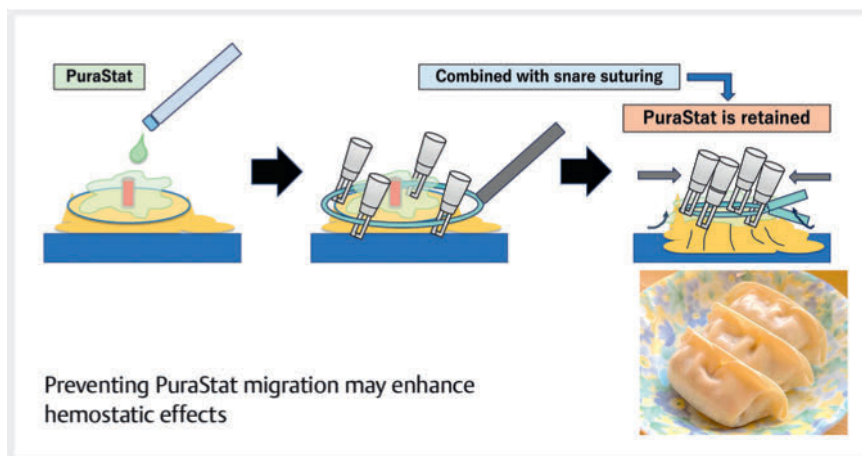 PuraStat
Combined with snare suturing
PuraStat is retained
Preventing PuraStat migration may enhance
hemostatic effects